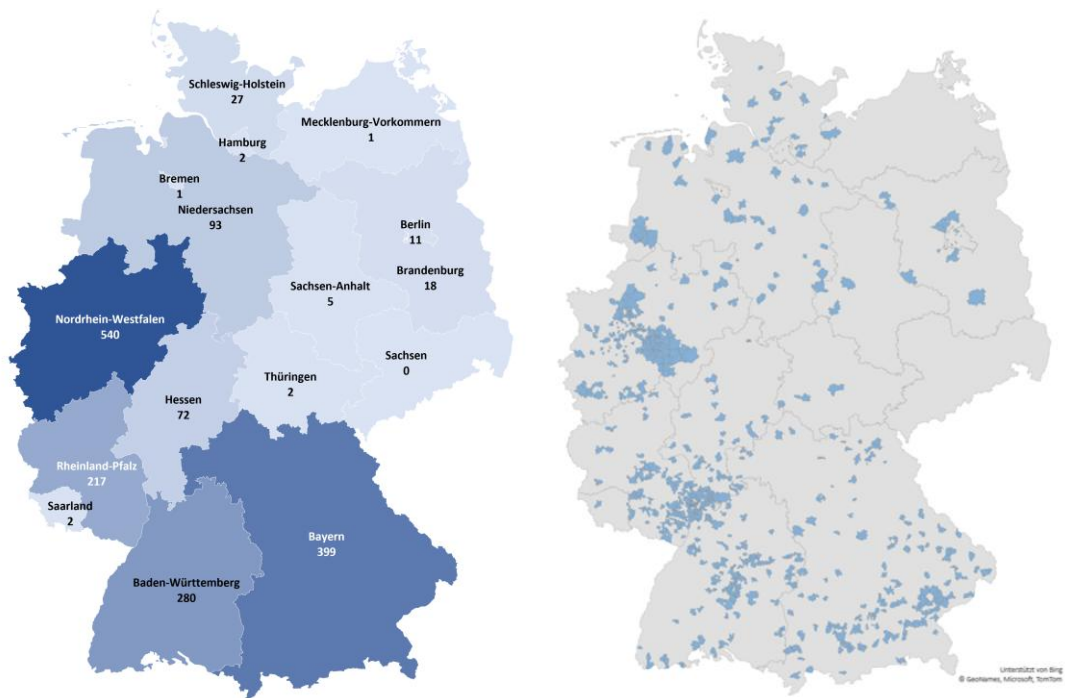 Schleswig-Holstein
27
Mecklenburg-Vorkommern
1
Hamburg
2
Bremen
1
Niedersachsen
93
Berlin
11
Brandenburg
18
Sachsen-Anhalt
5
Nordrhein-Westfalen
540
Sachsen
0
Thüringen
2
Hessen
72
Rheinland-Pfalz
217
Saarland
2
Bayern
399
Baden-Württemberg
280
Unterstützt von Bing
© GeoNames, Microsoft, TomTom